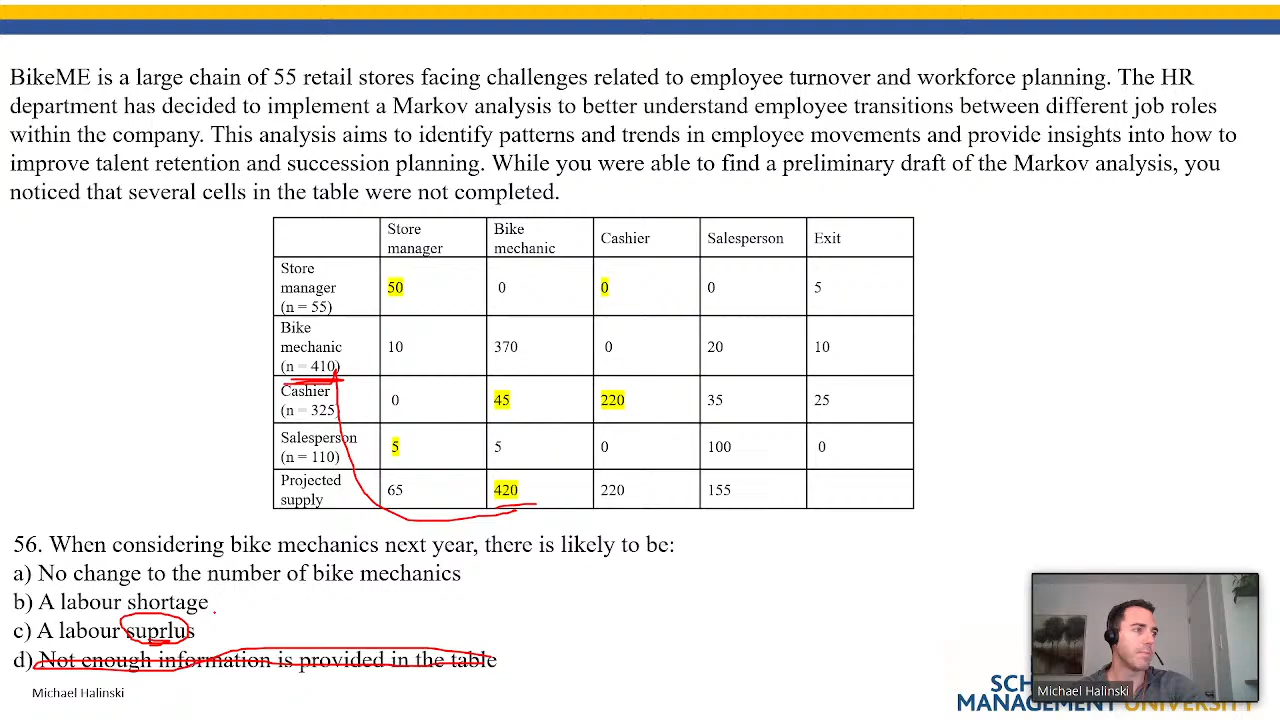 BikeME is a large chain of 55 retail stores facing challenges related to employee turnover and workforce planning. The HR
department has decided to implement a Markov analysis to better understand employee transitions between different job roles
within the company. This analysis aims to identify patterns and trends in employee movements and provide insights into how to
improve talent retention and succession planning. While you were able to find a preliminary draft of the Markov analysis, you
noticed that several cells in the table were not completed.
Store manager Bike mechanic Cashier Salesperson Exit
Store manager (n = 55) 50 0 0 0 5
Bike mechanic (n = 410) 10 370 0 20 10
Cashier (n = 325) 0 45 220 35 25
Salesperson (n = 110) 5 5 0 100 0
Projected supply 65 420 220 155
56. When considering bike mechanics next year, there is likely to be:
a) No change to the number of bike mechanics
b) A labour shortage
c) A labour suprlus
d) Not enough information is provided in the table
Michael Halinski
Michael Halinski
SCH
MANAGEMENT UNIVERSITY